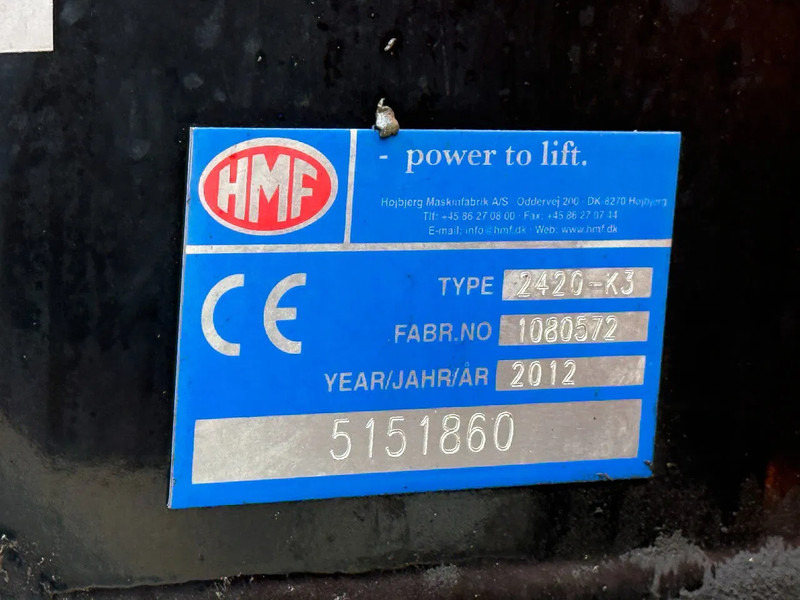 HMF
- power to lift.
Højbjerg Maskinfabrik A/S · Oddervej 200 · DK-8270 Højbjerg
Tlf: +45 86 27 08 00 · Fax: +45 86 27 07 44
E-mail: info@hmf.dk · Web: www.hmf.dk
CE
TYPE 2420-K3
FABR.NO 1080572
YEAR/JAHR/ÅR 2012
5151860